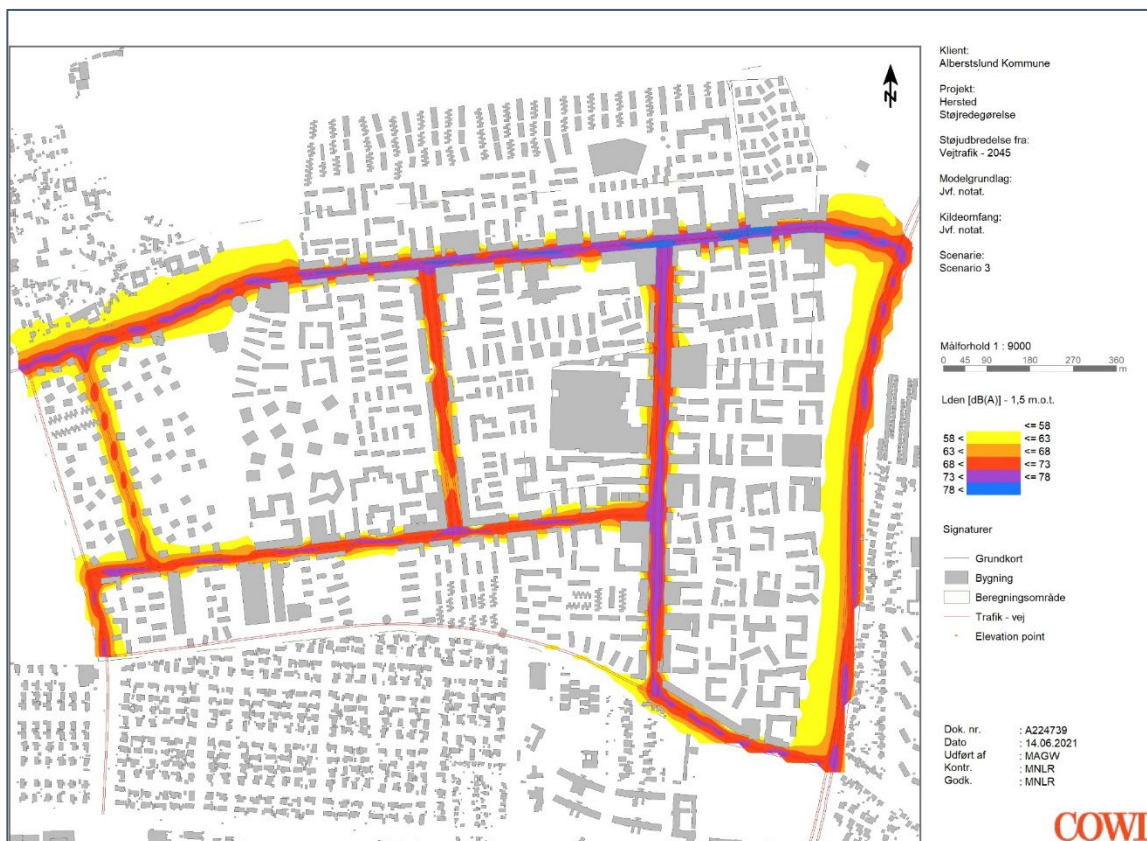 N
Klient:
Alberstslund Kommune
Projekt:
Hersted
Støjredegørelse
Støjudbredelse fra:
Vejtrafik - 2045
Modelgrundlag:
Jvf. notat.
Kildeomfang:
Jvf. notat.
Scenarie:
Scenario 3
Målforhold 1 : 9000
0 45 90 180 270 360
m
Lden [dB(A)] - 1,5 m.o.t.
<= 58
58 < <= 63
63 < <= 68
68 < <= 73
73 < <= 78
78 <
Signaturer
Grundkort
Bygning
Beregningsområde
Trafik - vej
Elevation point
Dok. nr. : A224739
Dato : 14.06.2021
Udført af : MAGW
Kontr. : MNLR
Godk. : MNLR
COWI